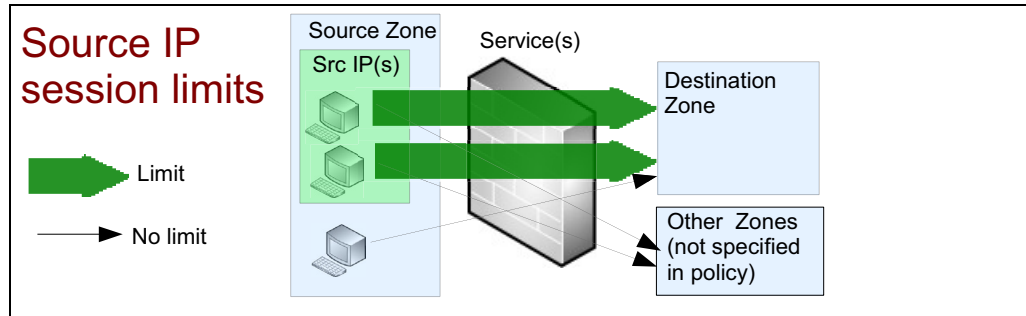 Source IP
session limits
Limit
No limit
Source Zone
Src IP(s)
Service(s)
Destination
Zone
Other Zones
(not specified
in policy)